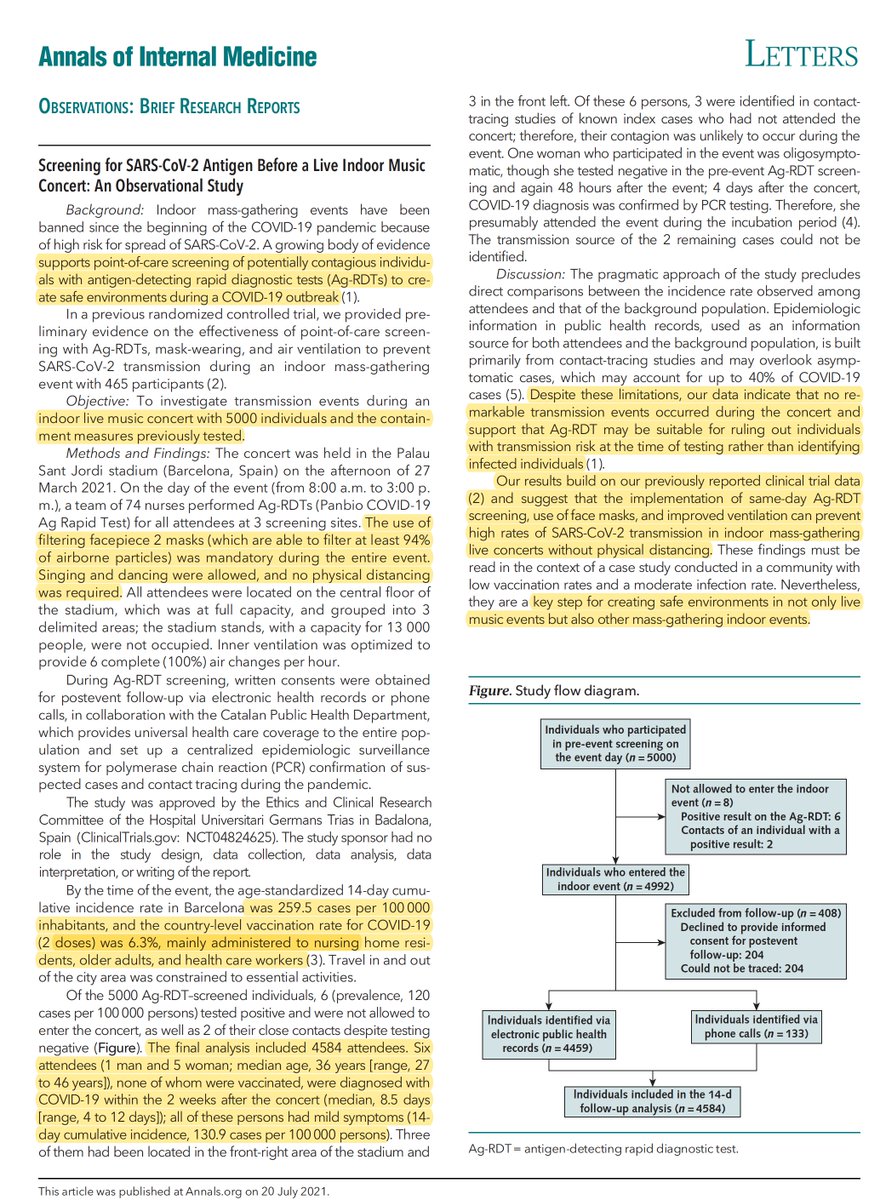 Annals of Internal Medicine
LETTERS
OBSERVATIONS: BRIEF RESEARCH REPORTS
Screening for SARS-CoV-2 Antigen Before a Live Indoor Music
Concert: An Observational Study
Background: Indoor mass-gathering events have been
banned since the beginning of the COVID-19 pandemic because
of high risk for spread of SARS-CoV-2. A growing body of evidence
supports point-of-care screening of potentially contagious individu-
als with antigen-detecting rapid diagnostic tests (Ag-RDTs) to cre-
ate safe environments during a COVID-19 outbreak (1).
In a previous randomized controlled trial, we provided pre-
liminary evidence on the effectiveness of point-of-care screen-
ing with Ag-RDTs, mask-wearing, and air ventilation to prevent
SARS-CoV-2 transmission during an indoor mass-gathering
event with 465 participants (2).
Objective: To investigate transmission events during an
indoor live music concert with 5000 individuals and the contain-
ment measures previously tested.
Methods and Findings: The concert was held in the Palau
Sant Jordi stadium (Barcelona, Spain) on the afternoon of 27
March 2021. On the day of the event (from 8:00 a.m. to 3:00 p.
m.), a team of 74 nurses performed Ag-RDTs (Panbio COVID-19
Ag Rapid Test) for all attendees at 3 screening sites. The use of
filtering facepiece 2 masks (which are able to filter at least 94%
of airborne particles) was mandatory during the entire event.
Singing and dancing were allowed, and no physical distancing
was required. All attendees were located on the central floor of
the stadium, which was at full capacity, and grouped into 3
delimited areas; the stadium stands, with a capacity for 13 000
people, were not occupied. Inner ventilation was optimized to
provide 6 complete (100%) air changes per hour.
During Ag-RDT screening, written consents were obtained
for postevent follow-up via electronic health records or phone
calls, in collaboration with the Catalan Public Health Department,
which provides universal health care coverage to the entire pop-
ulation and set up a centralized epidemiologic surveillance
system for polymerase chain reaction (PCR) confirmation of sus-
pected cases and contact tracing during the pandemic.
The study was approved by the Ethics and Clinical Research
Committee of the Hospital Universitari Germans Trias in Badalona,
Spain (ClinicalTrials.gov: NCT04824625). The study sponsor had no
role in the study design, data collection, data analysis, data
interpretation, or writing of the report.
By the time of the event, the age-standardized 14-day cumu-
lative incidence rate in Barcelona was 259.5 cases per 100 000
inhabitants, and the country-level vaccination rate for COVID-19
(2 doses) was 6.3%, mainly administered to nursing home resi-
dents, older adults, and health care workers (3). Travel in and out
of the city area was constrained to essential activities.
Of the 5000 Ag-RDT–screened individuals, 6 (prevalence, 120
cases per 100 000 persons) tested positive and were not allowed to
enter the concert, as well as 2 of their close contacts despite testing
negative (Figure). The final analysis included 4584 attendees. Six
attendees (1 man and 5 woman; median age, 36 years [range, 27
to 46 years]), none of whom were vaccinated, were diagnosed with
COVID-19 within the 2 weeks after the concert (median, 8.5 days
[range, 4 to 12 days]); all of these persons had mild symptoms (14-
day cumulative incidence, 130.9 cases per 100 000 persons). Three
of them had been located in the front-right area of the stadium and
3 in the front left. Of these 6 persons, 3 were identified in contact-
tracing studies of known index cases who had not attended the
concert; therefore, their contagion was unlikely to occur during the
event. One woman who participated in the event was oligosympto-
matic, though she tested negative in the pre-event Ag-RDT screen-
ing and again 48 hours after the event; 4 days after the concert,
COVID-19 diagnosis was confirmed by PCR testing. Therefore, she
presumably attended the event during the incubation period (4).
The transmission source of the 2 remaining cases could not be
identified.
Discussion: The pragmatic approach of the study precludes
direct comparisons between the incidence rate observed among
attendees and that of the background population. Epidemiologic
information in public health records, used as an information
source for both attendees and the background population, is built
primarily from contact-tracing studies and may overlook asymp-
tomatic cases, which may account for up to 40% of COVID-19
cases (5). Despite these limitations, our data indicate that no re-
markable transmission events occurred during the concert and
support that Ag-RDT may be suitable for ruling out individuals
with transmission risk at the time of testing rather than identifying
infected individuals (1).
Our results build on our previously reported clinical trial data
(2) and suggest that the implementation of same-day Ag-RDT
screening, use of face masks, and improved ventilation can prevent
high rates of SARS-CoV-2 transmission in indoor mass-gathering
live concerts without physical distancing. These findings must be
read in the context of a case study conducted in a community with
low vaccination rates and a moderate infection rate. Nevertheless,
they are a key step for creating safe environments in not only live
music events but also other mass-gathering indoor events.
Figure. Study flow diagram.
Individuals who participated
in pre-event screening on
the event day (n = 5000)
Not allowed to enter the indoor
event (n = 8)
Positive result on the Ag-RDT: 6
Contacts of an individual with a
positive result: 2
Individuals who entered the
indoor event (n = 4992)
Excluded from follow-up (n = 408)
Declined to provide informed
consent for postevent
follow-up: 204
Could not be traced: 204
Individuals identified via
electronic public health
records (n = 4459)
Individuals identified via
phone calls (n = 133)
Individuals included in the 14-d
follow-up analysis (n = 4584)
Ag-RDT = antigen-detecting rapid diagnostic test.
This article was published at Annals.org on 20 July 2021.